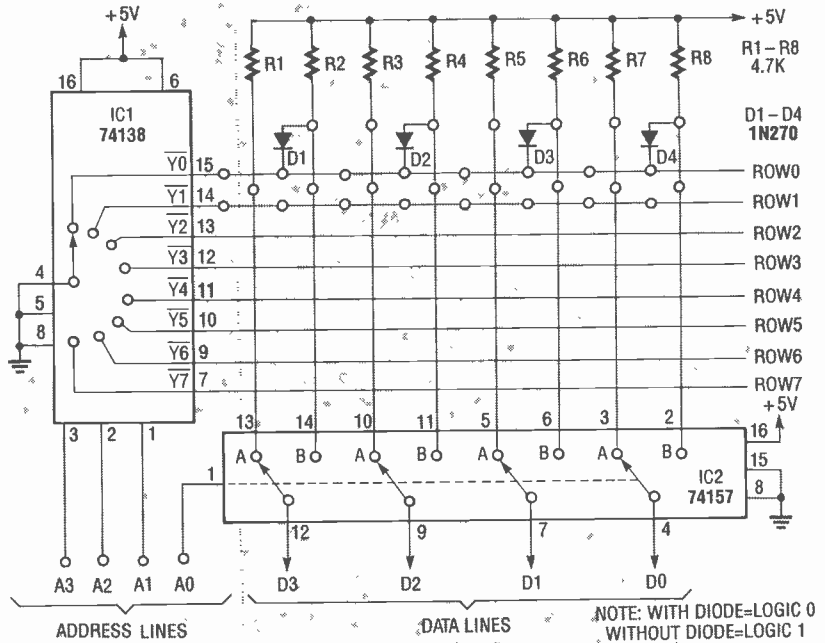 +5V
+5V
R1 R2 R3 R4 R5 R6 R7 R8
R1–R8
4.7K
16 6
IC1
74138
D1–D4
1N270
D1 D2 D3 D4
Y0 15 ROW0
Y1 14 ROW1
Y2 13 ROW2
Y3 12 ROW3
4 Y4 11 ROW4
5 Y5 10 ROW5
8 Y6 9 ROW6
Y7 7 ROW7
+5V
3 2 1
13 14 10 11 5 6 3 2
16
A B A B A B A B
15
1
IC2
74157
8
12 9 7 4
A3 A2 A1 A0
D3 D2 D1 D0
ADDRESS LINES
DATA LINES
NOTE: WITH DIODE=LOGIC 0
WITHOUT DIODE=LOGIC 1